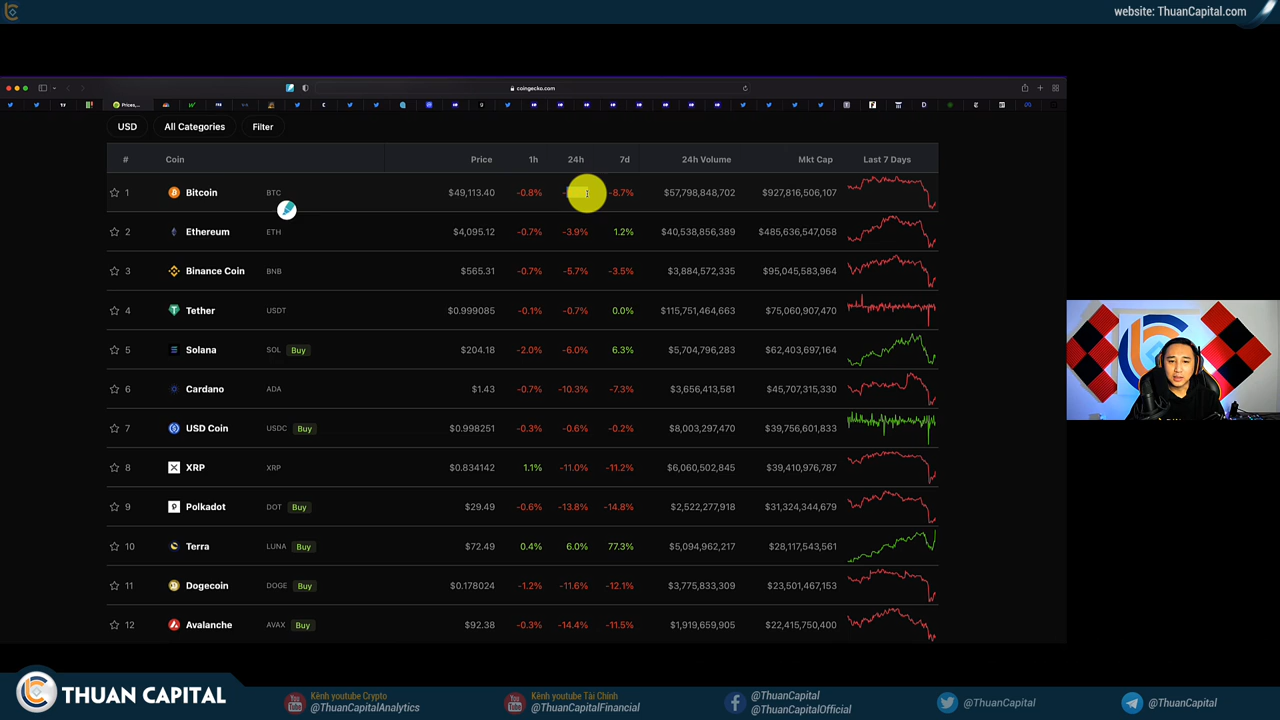 website: ThuanCapital.com
coingecko.com
Prices,...
USD All Categories Filter
# Coin Price 1h 24h 7d 24h Volume Mkt Cap Last 7 Days
1 Bitcoin BTC $49,113.40 -0.8% -8.7% $57,798,848,702 $927,816,506,107
2 Ethereum ETH $4,095.12 -0.7% -3.9% 1.2% $40,538,856,389 $485,636,547,058
3 Binance Coin BNB $565.31 -0.7% -5.7% -3.5% $3,884,572,335 $95,045,583,964
4 Tether USDT $0.999085 -0.1% -0.7% 0.0% $115,751,464,663 $75,060,907,470
5 Solana SOL Buy $204.18 -2.0% -6.0% 6.3% $5,704,796,283 $62,403,697,164
6 Cardano ADA $1.43 -0.7% -10.3% -7.3% $3,656,413,581 $45,707,315,330
7 USD Coin USDC Buy $0.998251 -0.3% -0.6% -0.2% $8,003,297,470 $39,756,601,833
8 XRP XRP $0.834142 1.1% -11.0% -11.2% $6,060,502,845 $39,410,976,787
9 Polkadot DOT Buy $29.49 -0.6% -13.8% -14.8% $2,522,277,918 $31,324,344,679
10 Terra LUNA Buy $72.49 0.4% 6.0% 77.3% $5,094,962,217 $28,117,543,561
11 Dogecoin DOGE Buy $0.178024 -1.2% -11.6% -12.1% $3,775,833,309 $23,501,467,153
12 Avalanche AVAX Buy $92.38 -0.3% -14.4% -11.5% $1,919,659,905 $22,415,750,400
THUAN CAPITAL
Kênh youtube Crypto
@ThuanCapitalAnalytics
Kênh youtube Tài Chính
@ThuanCapitalFinancial
@ThuanCapital
@ThuanCapitalOfficial
@ThuanCapital
@ThuanCapital